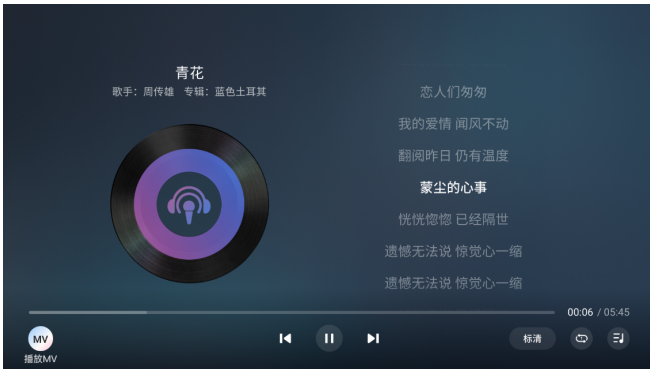 青花
歌手：周传雄 专辑：蓝色土耳其
恋人们匆匆
我的爱情 闻风不动
翻阅昨日 仍有温度
蒙尘的心事
恍恍惚惚 已经隔世
遗憾无法说 惊觉心一缩
遗憾无法说 惊觉心一缩
00:06 / 05:45
MV
播放MV
标清